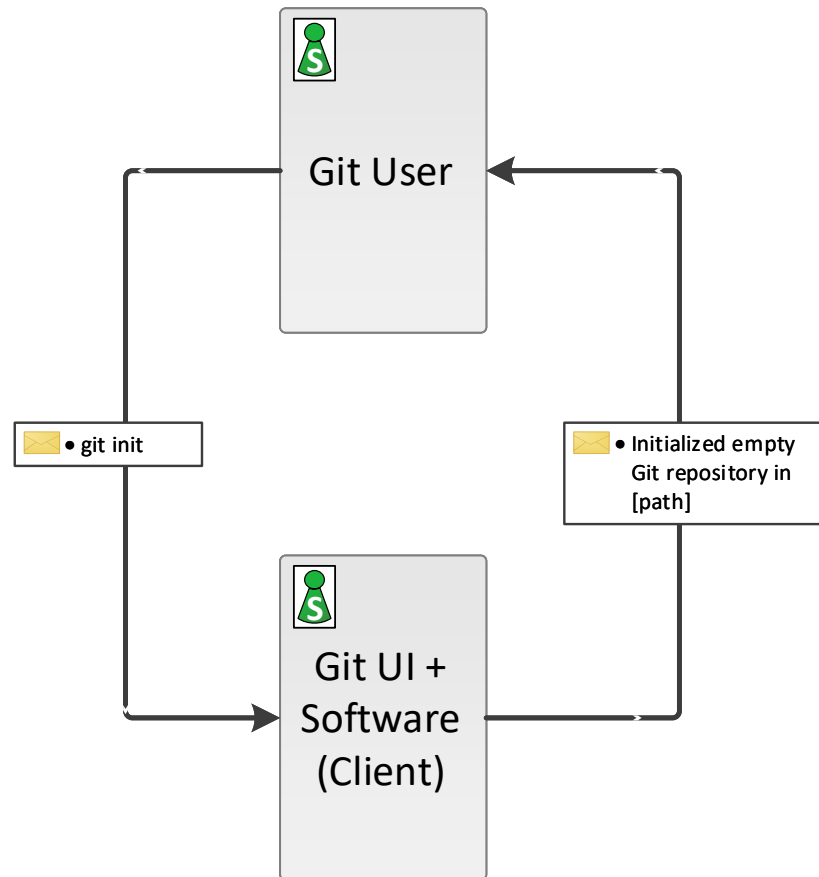 S
Git User
• git init
• Initialized empty
Git repository in
[path]
S
Git UI +
Software
(Client)